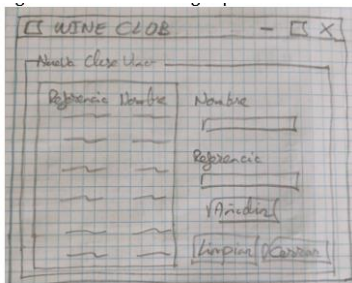 WINE CLUB
Nueva Clase Uva
Referencia Nombre
Nombre
Referencia
Añadir
Limpiar Cerrar